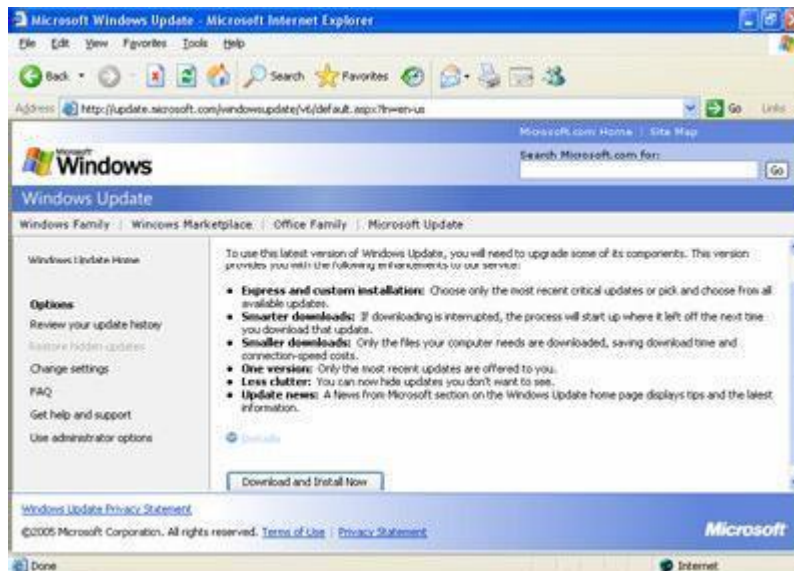 Microsoft Windows Update - Microsoft Internet Explorer
File Edit View Favorites Tools Help
Back Search Favorites
Address http://update.microsoft.com/windowsupdate/v6/default.aspx?ln=en-us Go Links
Microsoft.com Home | Site Map
Search Microsoft.com for:
Microsoft
Windows
Go
Windows Update
Windows Family | Windows Marketplace | Office Family | Microsoft Update
Windows Update Home
Options
Review your update history
Restore hidden updates
Change settings
FAQ
Get help and support
Use administrator options
To use this latest version of Windows Update, you will need to upgrade some of its components. This version
provides you with the following enhancements to our service:
• Express and custom installation: Choose only the most recent critical updates or pick and choose from all
available updates.
• Smarter downloads: If downloading is interrupted, the process will start up where it left off the next time
you download that update.
• Smaller downloads: Only the files your computer needs are downloaded, saving download time and
connection-speed costs.
• One version: Only the most recent updates are offered to you.
• Less clutter: You can now hide updates you don't want to see.
• Update news: A News from Microsoft section on the Windows Update home page displays tips and the latest
information.
Details
Download and Install Now
Windows Update Privacy Statement
©2005 Microsoft Corporation. All rights reserved. Terms of Use | Privacy Statement
Microsoft
Done
Internet